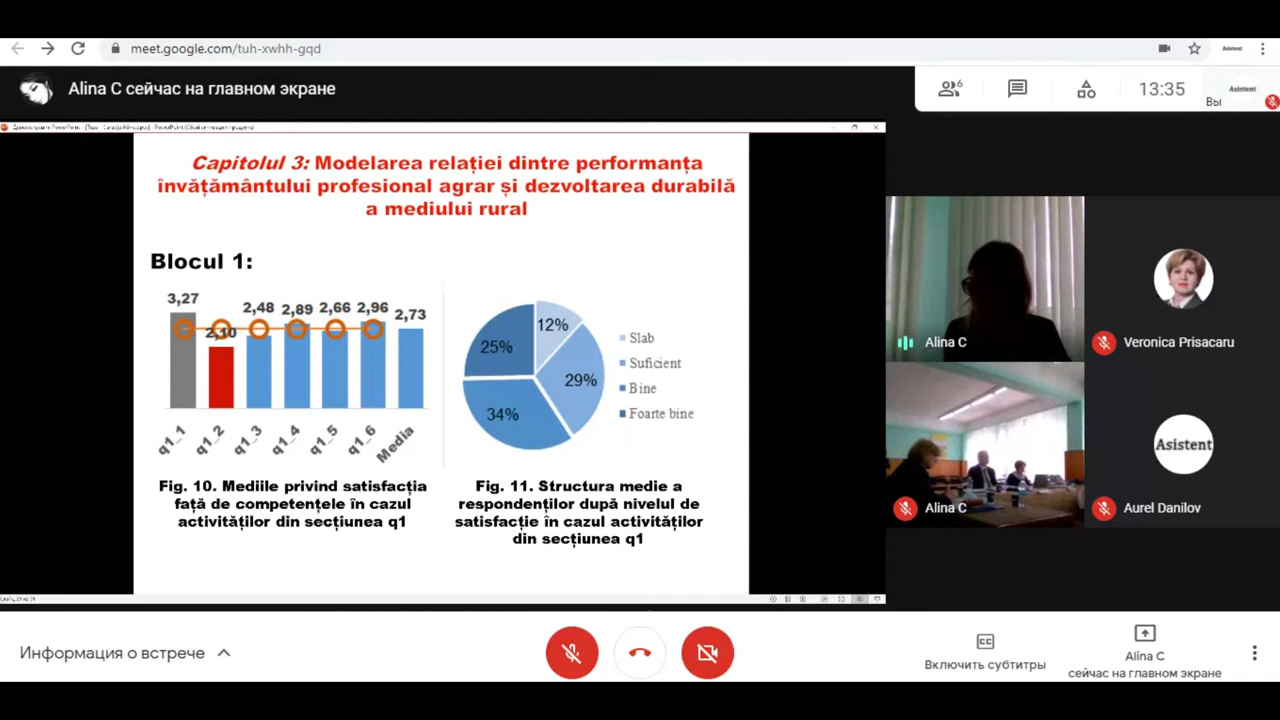 meet.google.com/tuh-xwhh-gqd
Asistent
Alina C сейчас на главном экране
6
13:35
Asistent
Вы
Capitolul 3: Modelarea relației dintre performanța
învățământului profesional agrar și dezvoltarea durabilă
a mediului rural
Blocul 1:
3,27
2,10
2,48
2,89
2,66
2,96
2,73
q1_1
q1_2
q1_3
q1_4
q1_5
q1_6
Media
12%
29%
34%
25%
Slab
Suficient
Bine
Foarte bine
Fig. 10. Mediile privind satisfacția
față de competențele în cazul
activităților din secțiunea q1
Fig. 11. Structura medie a
respondenților după nivelul de
satisfacție în cazul activităților
din secțiunea q1
Alina C
Veronica Prisacaru
Alina C
Asistent
Aurel Danilov
Информация о встрече
Включить субтитры
Alina C
сейчас на главном экране